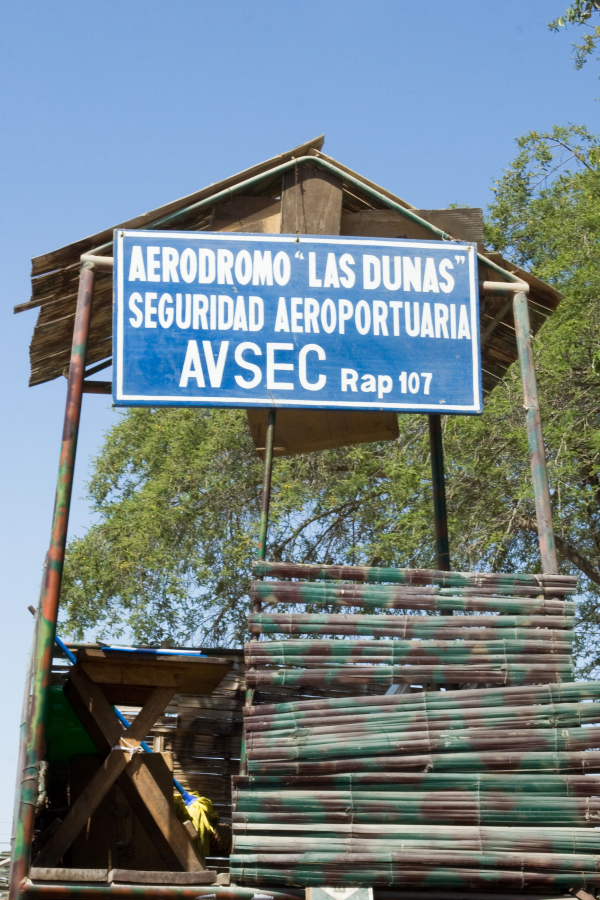 AERODROMO "LAS DUNAS"
SEGURIDAD AEROPORTUARIA
AVSEC Rap 107